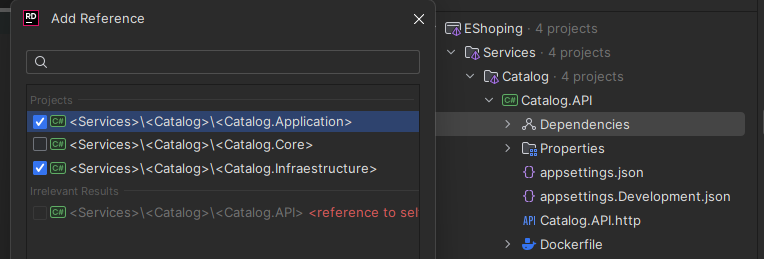 RD Add Reference
Projects
C# <Services>\<Catalog>\<Catalog.Application>
C# <Services>\<Catalog>\<Catalog.Core>
C# <Services>\<Catalog>\<Catalog.Infraestructure>
Irrelevant Results
C# <Services>\<Catalog>\<Catalog.API> <reference to sel
EShoping · 4 projects
Services · 4 projects
Catalog · 4 projects
C# Catalog.API
Dependencies
Properties
{} appsettings.json
{} appsettings.Development.json
API Catalog.API.http
Dockerfile